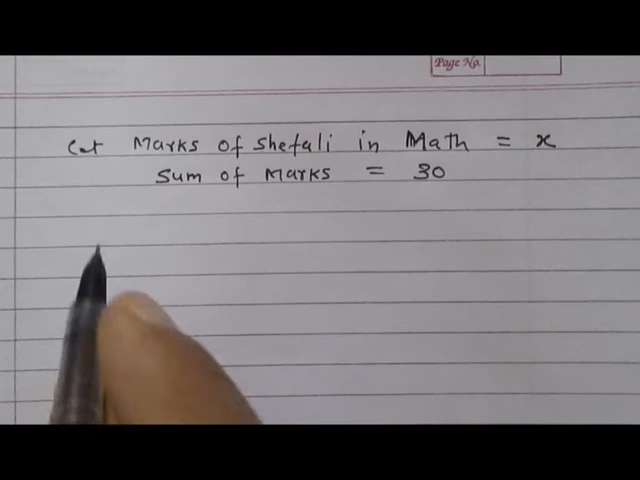 Page No.
Let Marks of Shefali in Math = x
Sum of Marks = 30